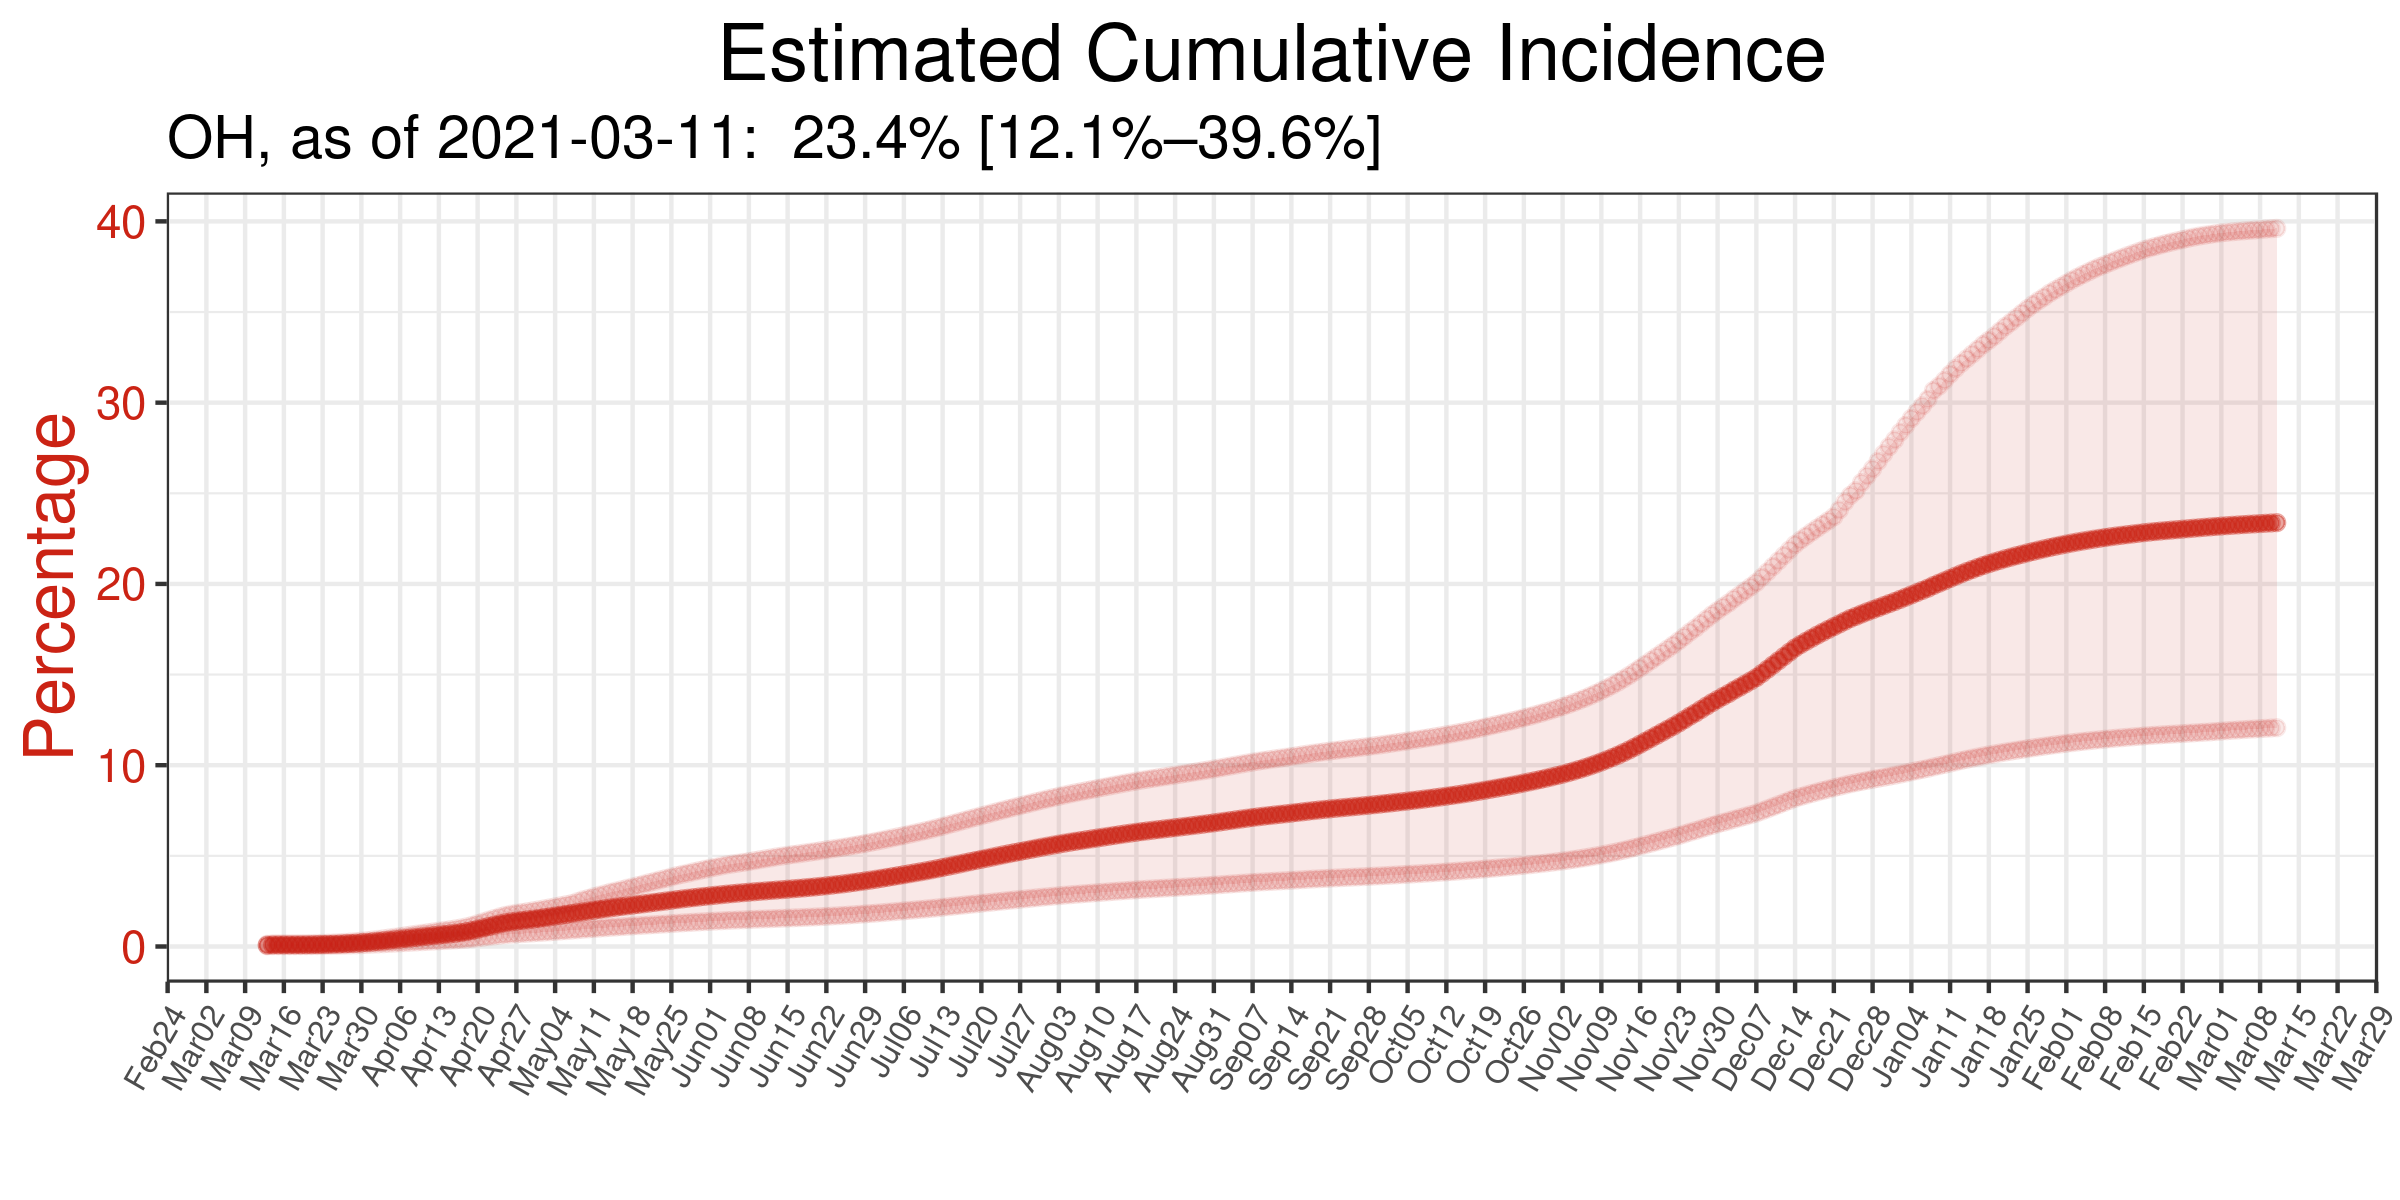 Estimated Cumulative Incidence
OH, as of 2021-03-11:  23.4% [12.1%–39.6%]
Percentage
40
30
20
10
0
Feb24
Mar02
Mar09
Mar16
Mar23
Mar30
Apr06
Apr13
Apr20
Apr27
May04
May11
May18
May25
Jun01
Jun08
Jun15
Jun22
Jun29
Jul06
Jul13
Jul20
Jul27
Aug03
Aug10
Aug17
Aug24
Aug31
Sep07
Sep14
Sep21
Sep28
Oct05
Oct12
Oct19
Oct26
Nov02
Nov09
Nov16
Nov23
Nov30
Dec07
Dec14
Dec21
Dec28
Jan04
Jan11
Jan18
Jan25
Feb01
Feb08
Feb15
Feb22
Mar01
Mar08
Mar15
Mar22
Mar29